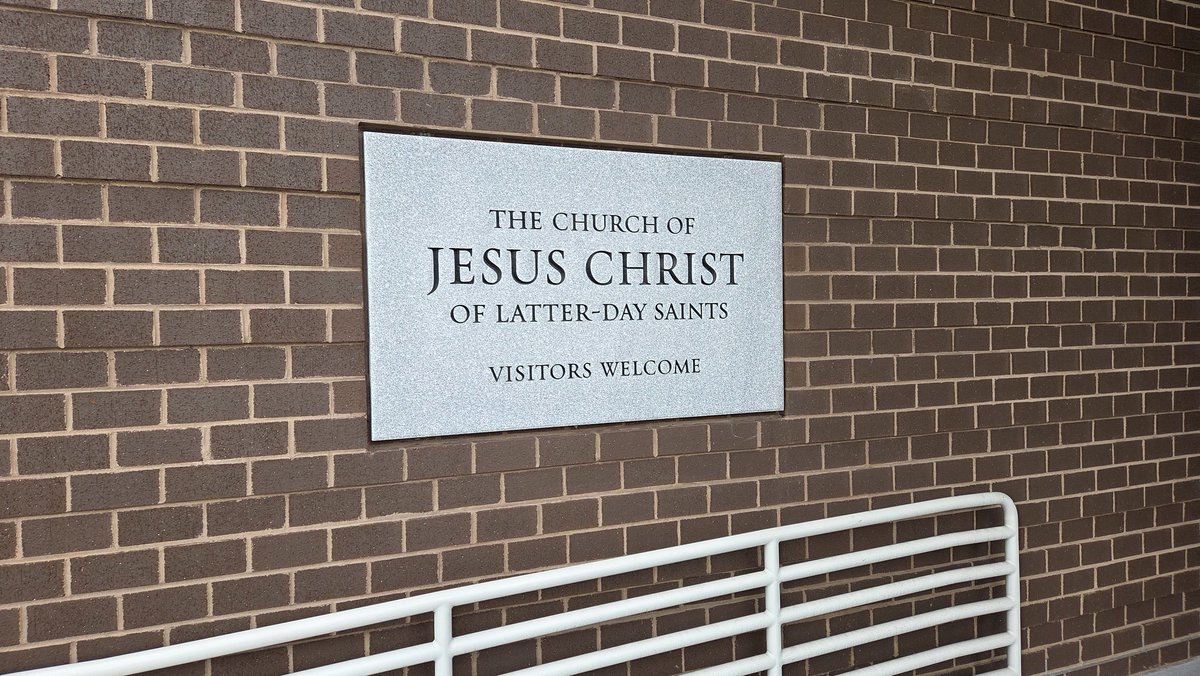 THE CHURCH OF
JESUS CHRIST
OF LATTER-DAY SAINTS
VISITORS WELCOME